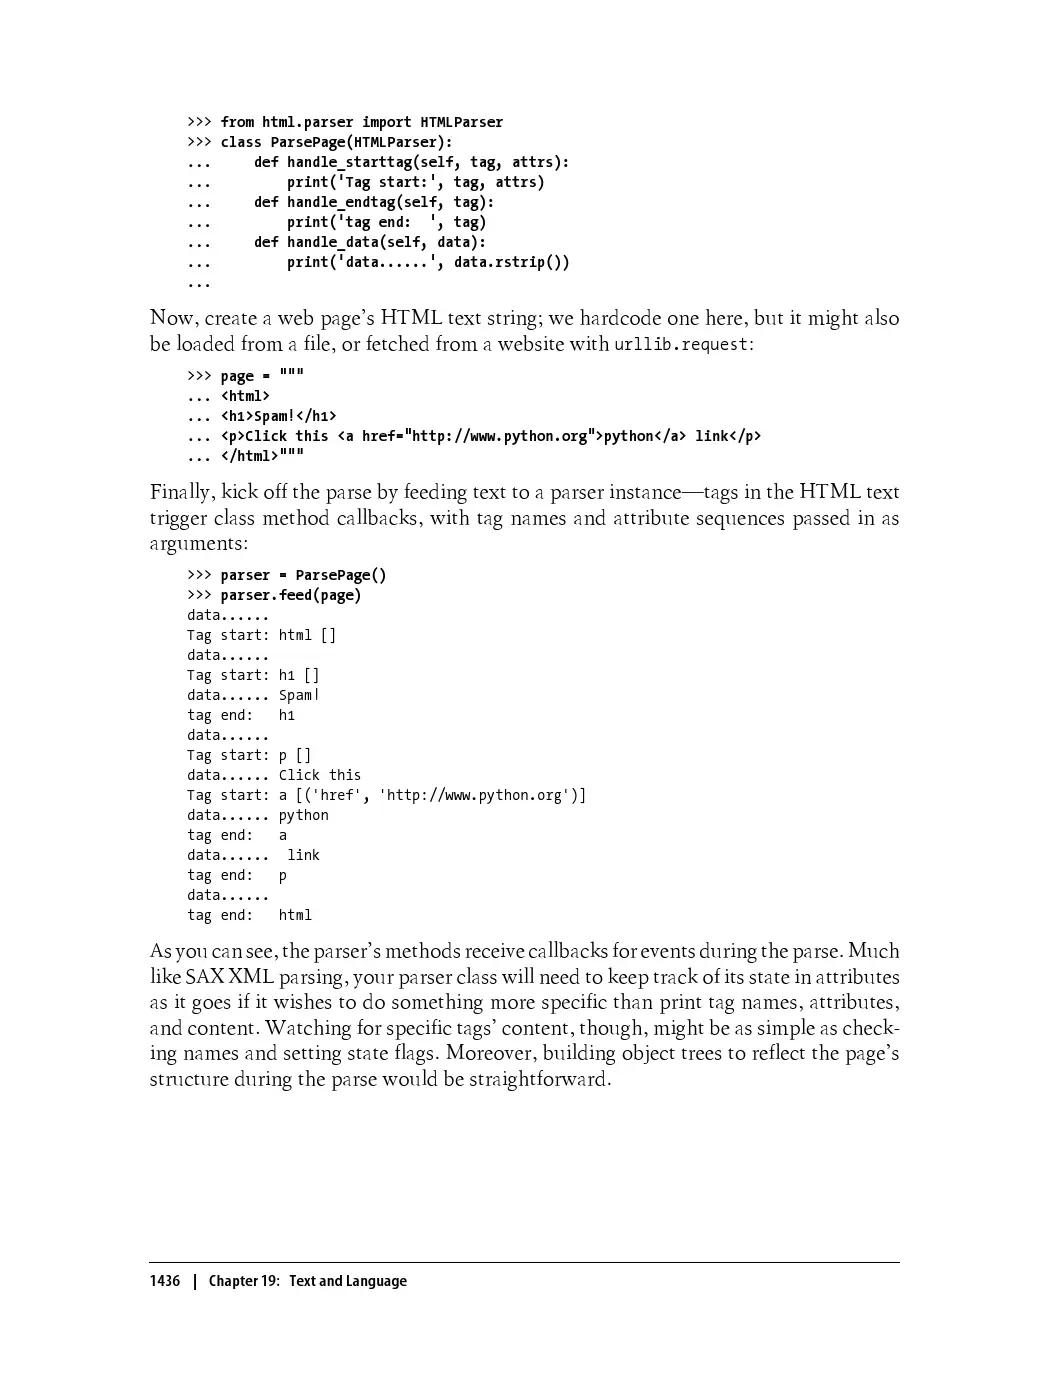 >>> from html.parser import HTMLParser
>>> class ParsePage(HTMLParser):
...     def handle_starttag(self, tag, attrs):
...         print('Tag start:', tag, attrs)
...     def handle_endtag(self, tag):
...         print('tag end:  ', tag)
...     def handle_data(self, data):
...         print('data......', data.rstrip())
...
Now, create a web page’s HTML text string; we hardcode one here, but it might also
be loaded from a file, or fetched from a website with urllib.request:
>>> page = """
... <html>
... <h1>Spam!</h1>
... <p>Click this <a href="http://www.python.org">python</a> link</p>
... </html>"""
Finally, kick off the parse by feeding text to a parser instance—tags in the HTML text
trigger class method callbacks, with tag names and attribute sequences passed in as
arguments:
>>> parser = ParsePage()
>>> parser.feed(page)
data......
Tag start: html []
data......
Tag start: h1 []
data...... Spam!
tag end:   h1
data......
Tag start: p []
data...... Click this
Tag start: a [('href', 'http://www.python.org')]
data...... python
tag end:   a
data......  link
tag end:   p
data......
tag end:   html
As you can see, the parser’s methods receive callbacks for events during the parse. Much
like SAX XML parsing, your parser class will need to keep track of its state in attributes
as it goes if it wishes to do something more specific than print tag names, attributes,
and content. Watching for specific tags’ content, though, might be as simple as check-
ing names and setting state flags. Moreover, building object trees to reflect the page’s
structure during the parse would be straightforward.
1436 | Chapter 19: Text and Language